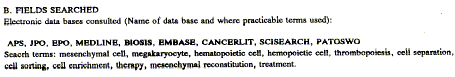 B. FIELDS SEARCHED
Electronic data bases consulted (Name of data base and where practicable terms used):
APS, JPO, EPO, MEDLINE, BIOSIS, EMBASE, CANCERLIT, SCISEARCH, PATOSWO
Search terms: mesenchymal cell, megakaryocyte, hematopoietic cell, hemopoietic cell, thrombopoiesis, cell separation,
cell sorting, cell enrichment, therapy, mesenchymal reconstitution, treatment.